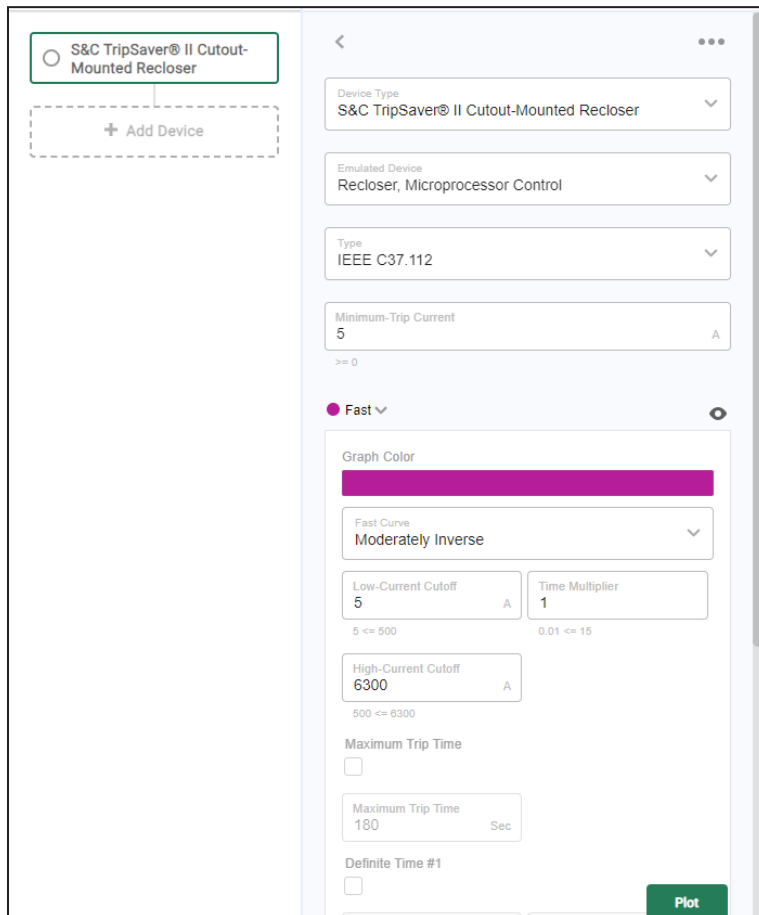 S&C TripSaver® II Cutout-
Mounted Recloser
+ Add Device
Device Type
S&C TripSaver® II Cutout-Mounted Recloser
Emulated Device
Recloser, Microprocessor Control
Type
IEEE C37.112
Minimum-Trip Current
5 A
>= 0
Fast
Graph Color
Fast Curve
Moderately Inverse
Low-Current Cutoff Time Multiplier
5 A 1
5 <= 500 0.01 <= 15
High-Current Cutoff
6300 A
500 <= 6300
Maximum Trip Time
Maximum Trip Time
180 Sec
Definite Time #1
Plot